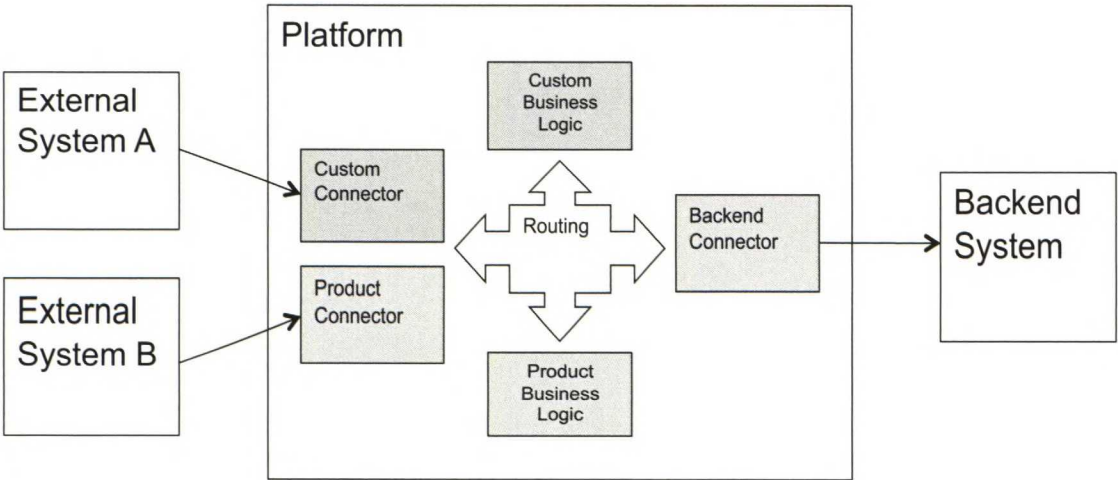 Platform
External
System A
Custom
Business
Logic
Custom
Connector
Routing
Backend
Connector
Backend
System
External
System B
Product
Connector
Product
Business
Logic